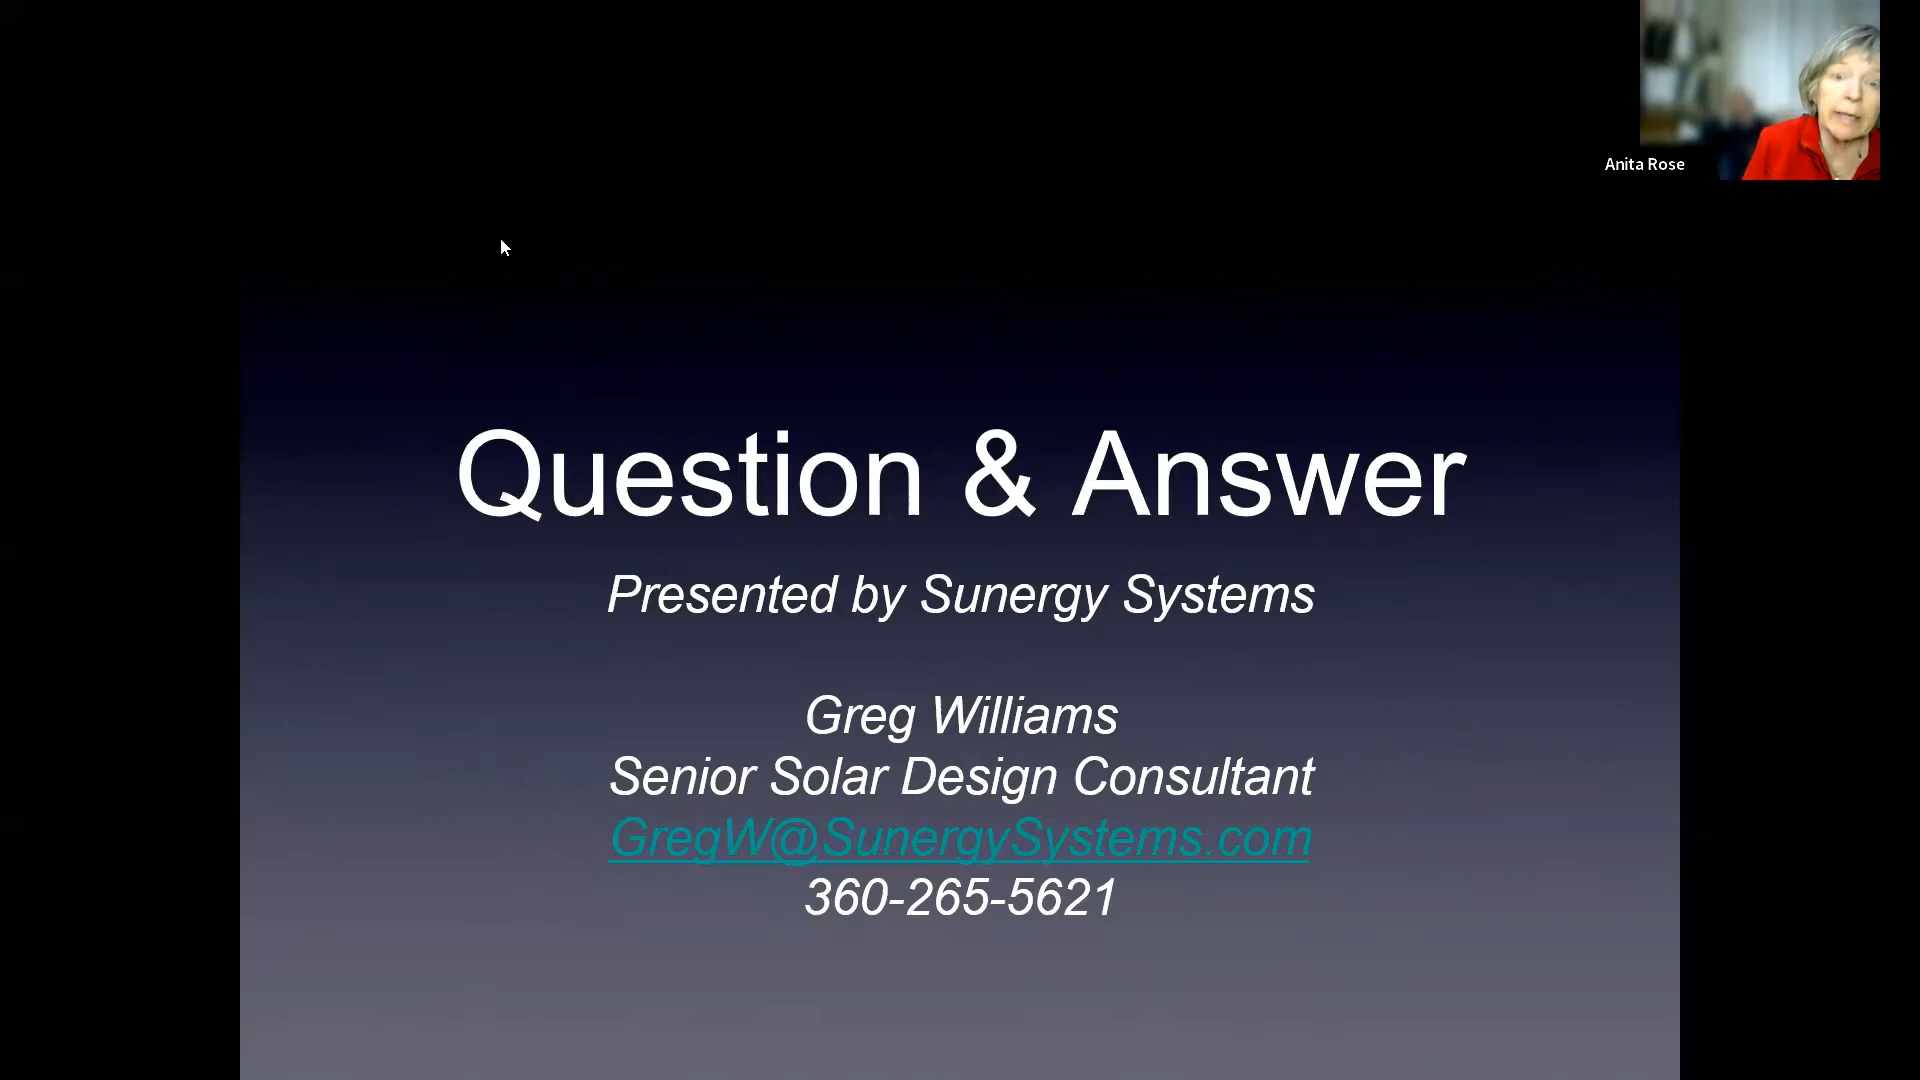 Anita Rose
Question & Answer
Presented by Sunergy Systems
Greg Williams
Senior Solar Design Consultant
GregW@SunergySystems.com
360-265-5621